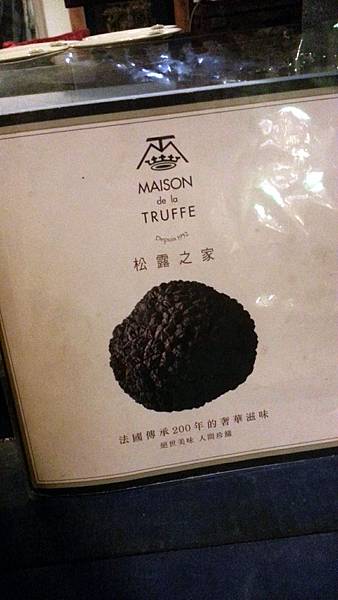 MAISON
de la
TRUFFE
Depuis 1932
松露之家
法國傳承200年的奢華滋味
絕世美味 人間珍饈